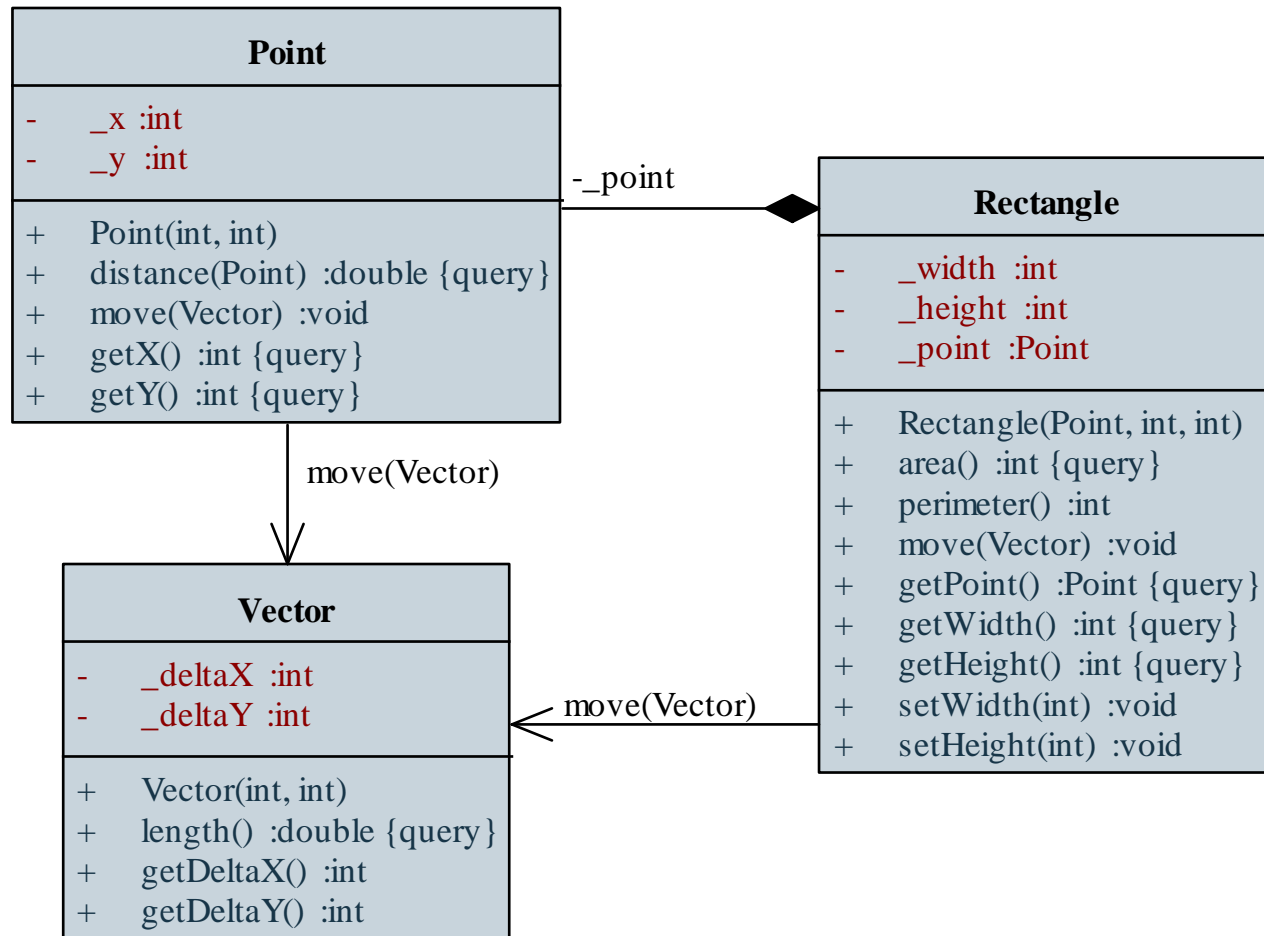 Point
- _x :int
- _y :int
+ Point(int, int)
+ distance(Point) :double {query}
+ move(Vector) :void
+ getX() :int {query}
+ getY() :int {query}
-_point
Rectangle
- _width :int
- _height :int
- _point :Point
+ Rectangle(Point, int, int)
+ area() :int {query}
+ perimeter() :int
+ move(Vector) :void
+ getPoint() :Point {query}
+ getWidth() :int {query}
+ getHeight() :int {query}
+ setWidth(int) :void
+ setHeight(int) :void
move(Vector)
move(Vector)
Vector
- _deltaX :int
- _deltaY :int
+ Vector(int, int)
+ length() :double {query}
+ getDeltaX() :int
+ getDeltaY() :int